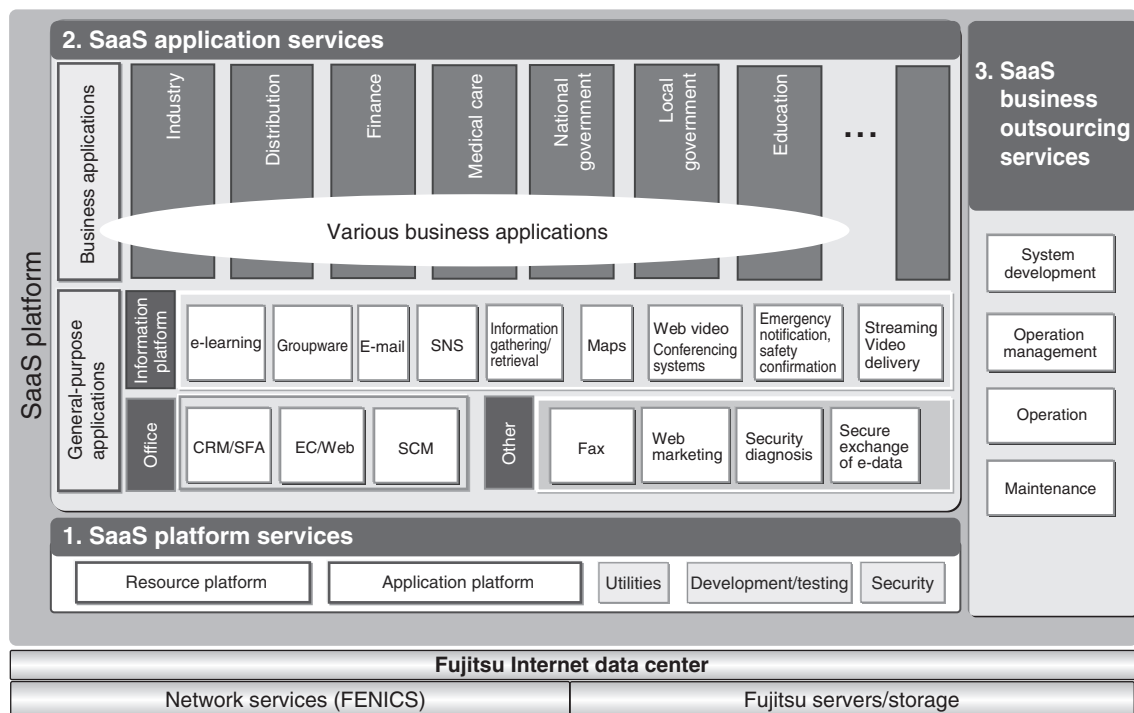 SaaS platform
2. SaaS application services
Business applications
Industry
Distribution
Finance
Medical care
National
government
Local
government
Education
...
Various business applications
General-purpose
applications
Information
platform
e-learning
Groupware
E-mail
SNS
Information
gathering/
retrieval
Maps
Web video
Conferencing
systems
Emergency
notification,
safety
confirmation
Streaming
Video
delivery
Office
CRM/SFA
EC/Web
SCM
Other
Fax
Web
marketing
Security
diagnosis
Secure
exchange
of e-data
1. SaaS platform services
Resource platform
Application platform
Utilities
Development/testing
Security
3. SaaS
business
outsourcing
services
System
development
Operation
management
Operation
Maintenance
Fujitsu Internet data center
Network services (FENICS)
Fujitsu servers/storage